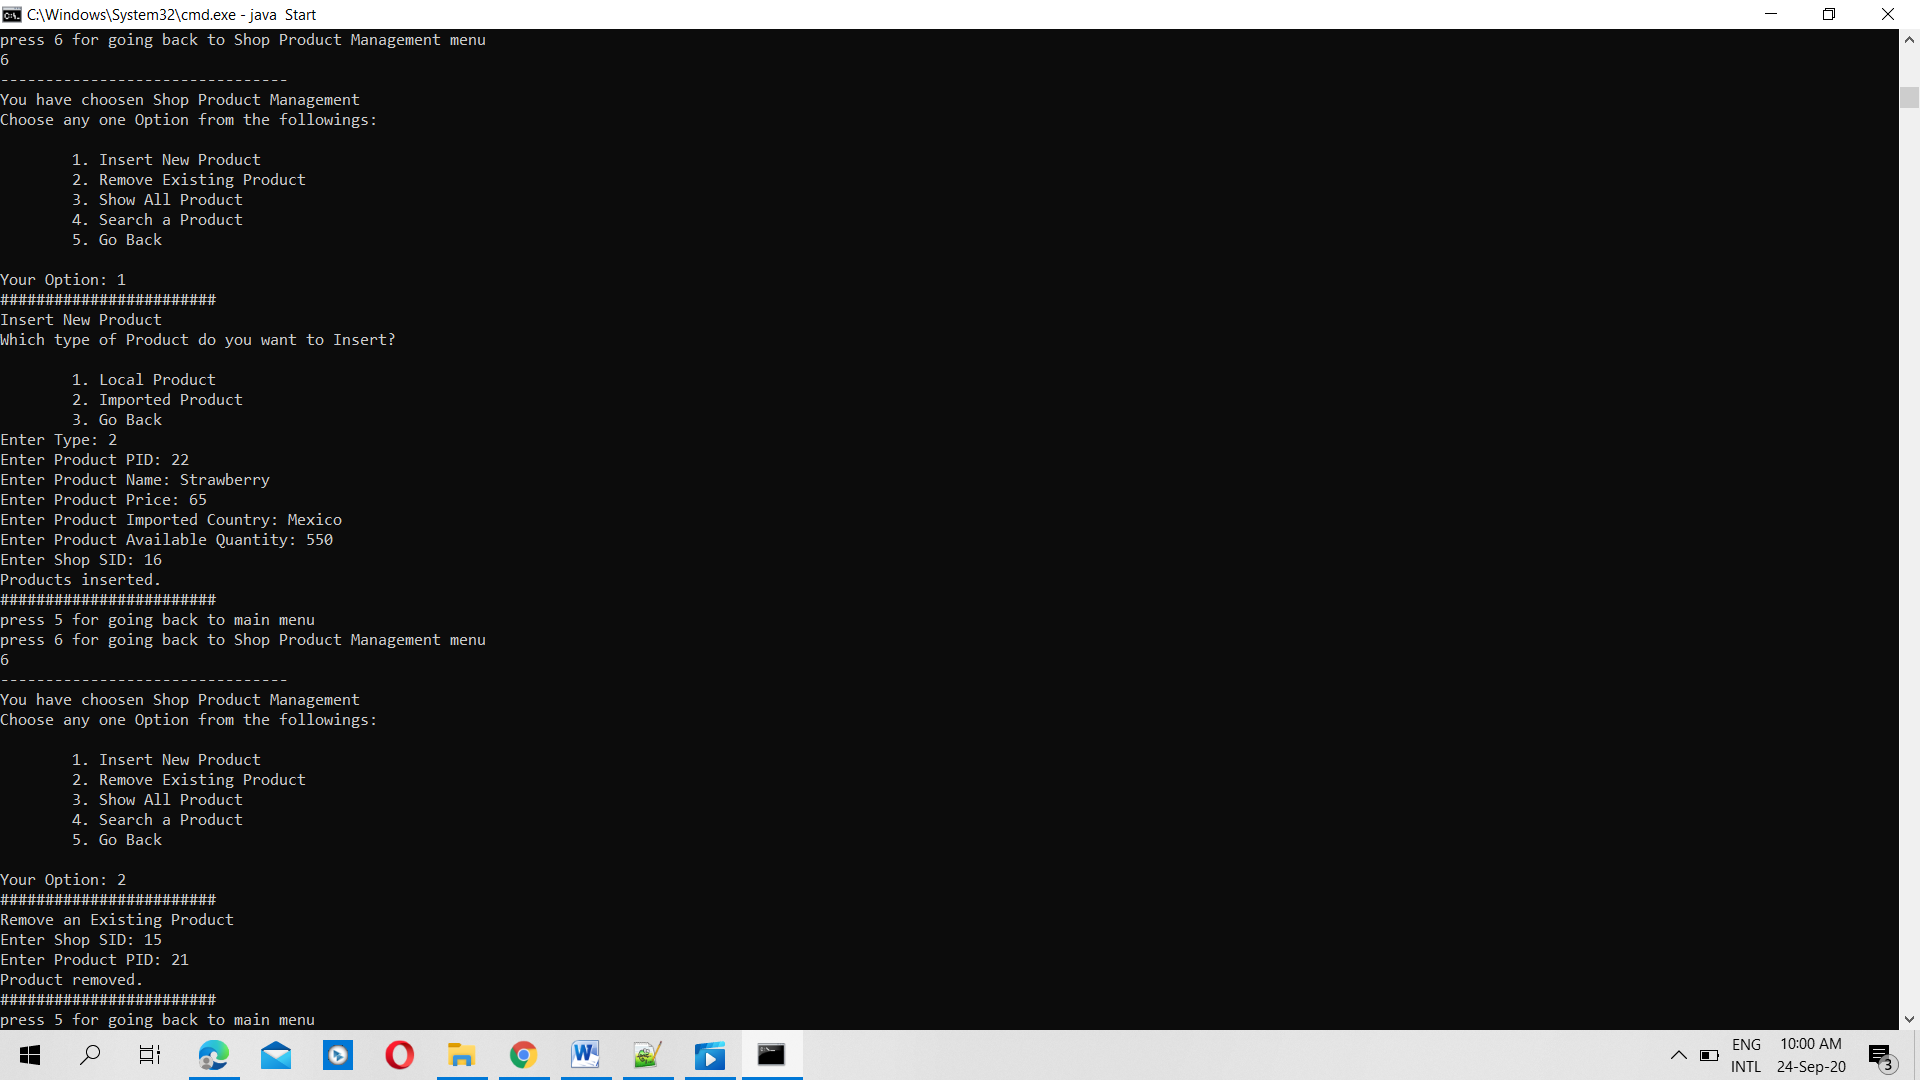 C:\Windows\System32\cmd.exe - java  Start
press 6 for going back to Shop Product Management menu
6
--------------------------------
You have choosen Shop Product Management
Choose any one Option from the followings:
1. Insert New Product
2. Remove Existing Product
3. Show All Product
4. Search a Product
5. Go Back
Your Option: 1
########################
Insert New Product
Which type of Product do you want to Insert?
1. Local Product
2. Imported Product
3. Go Back
Enter Type: 2
Enter Product PID: 22
Enter Product Name: Strawberry
Enter Product Price: 65
Enter Product Imported Country: Mexico
Enter Product Available Quantity: 550
Enter Shop SID: 16
Products inserted.
########################
press 5 for going back to main menu
press 6 for going back to Shop Product Management menu
6
--------------------------------
You have choosen Shop Product Management
Choose any one Option from the followings:
1. Insert New Product
2. Remove Existing Product
3. Show All Product
4. Search a Product
5. Go Back
Your Option: 2
########################
Remove an Existing Product
Enter Shop SID: 15
Enter Product PID: 21
Product removed.
########################
press 5 for going back to main menu
ENG 10:00 AM
INTL 24-Sep-20 3